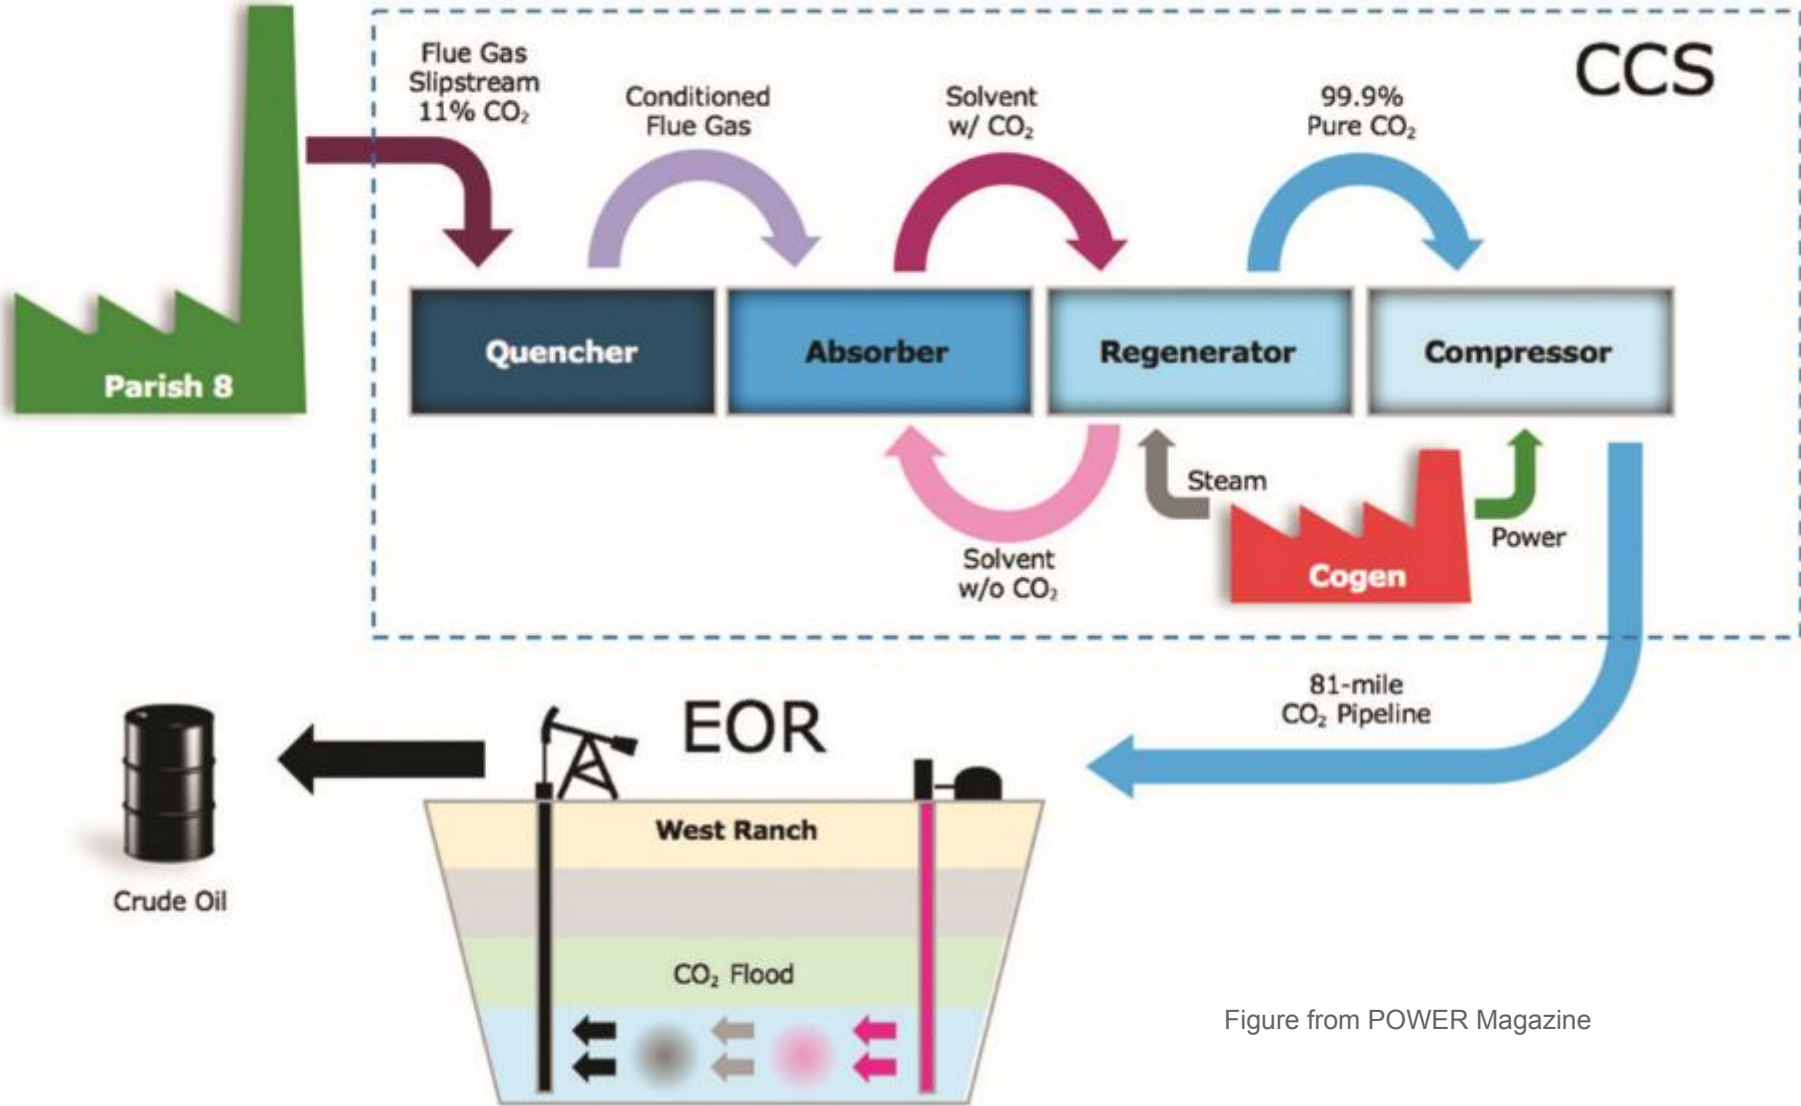 CCS
Flue Gas
Slipstream
11% CO₂
Conditioned
Flue Gas
Solvent
w/ CO₂
99.9%
Pure CO₂
Parish 8
Quencher
Absorber
Regenerator
Compressor
Solvent
w/o CO₂
Steam
Cogen
Power
81-mile
CO₂ Pipeline
EOR
West Ranch
CO₂ Flood
Crude Oil
Figure from POWER Magazine